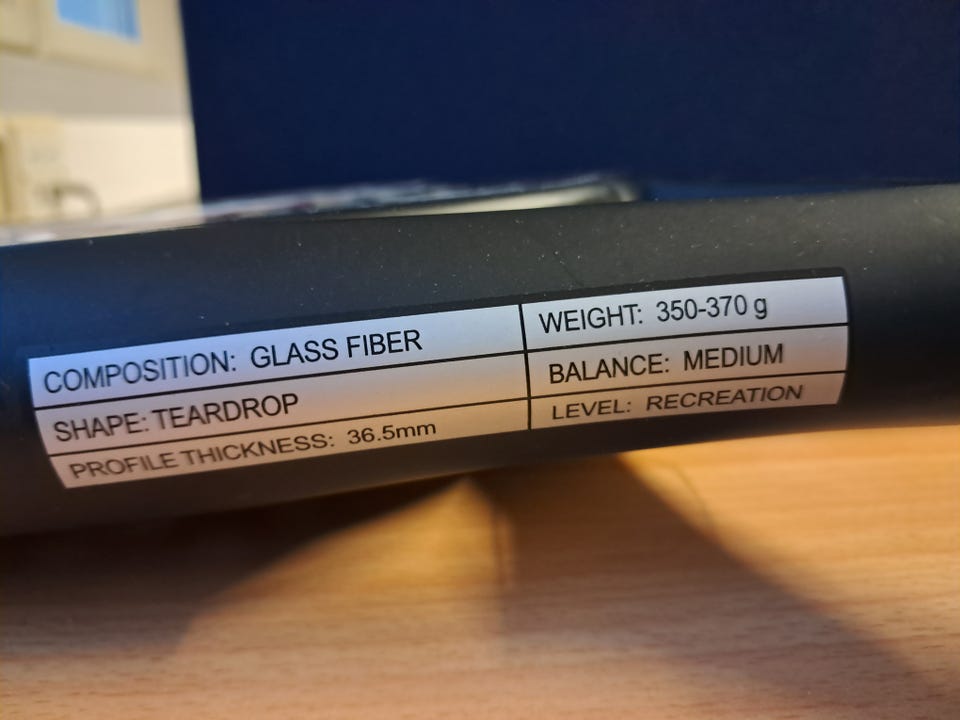 COMPOSITION: GLASS FIBER
SHAPE: TEARDROP
PROFILE THICKNESS: 36.5mm
WEIGHT: 350-370 g
BALANCE: MEDIUM
LEVEL: RECREATION